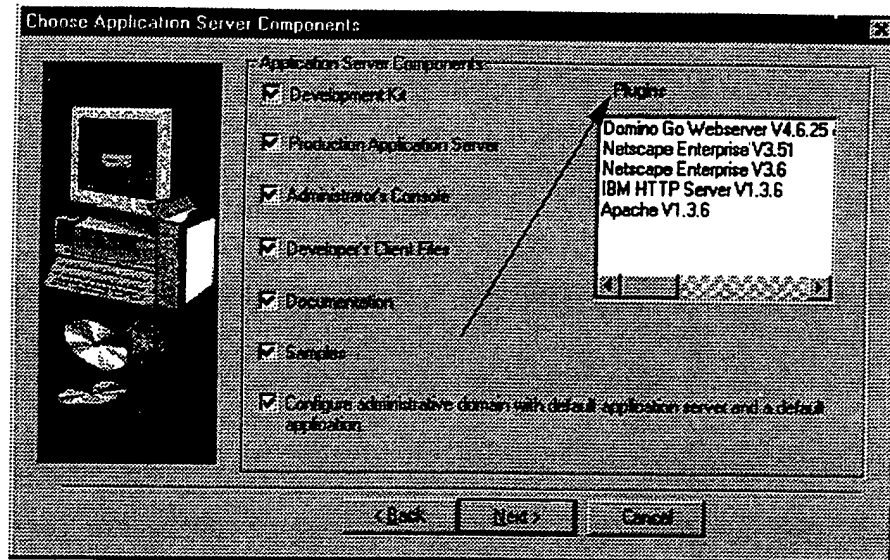 Choose Application Server Components
Application Server Components
Development Kit
Production Application Server
Administrator's Console
Developer's Client Files
Documentation
Samples
Configure administrative domain with default application server and a default
application
Plugins
Domino Go Webserver V4.6.25
Netscape Enterprise V3.51
Netscape Enterprise V3.6
IBM HTTP Server V1.3.6
Apache V1.3.6
< Back
Next >
Cancel